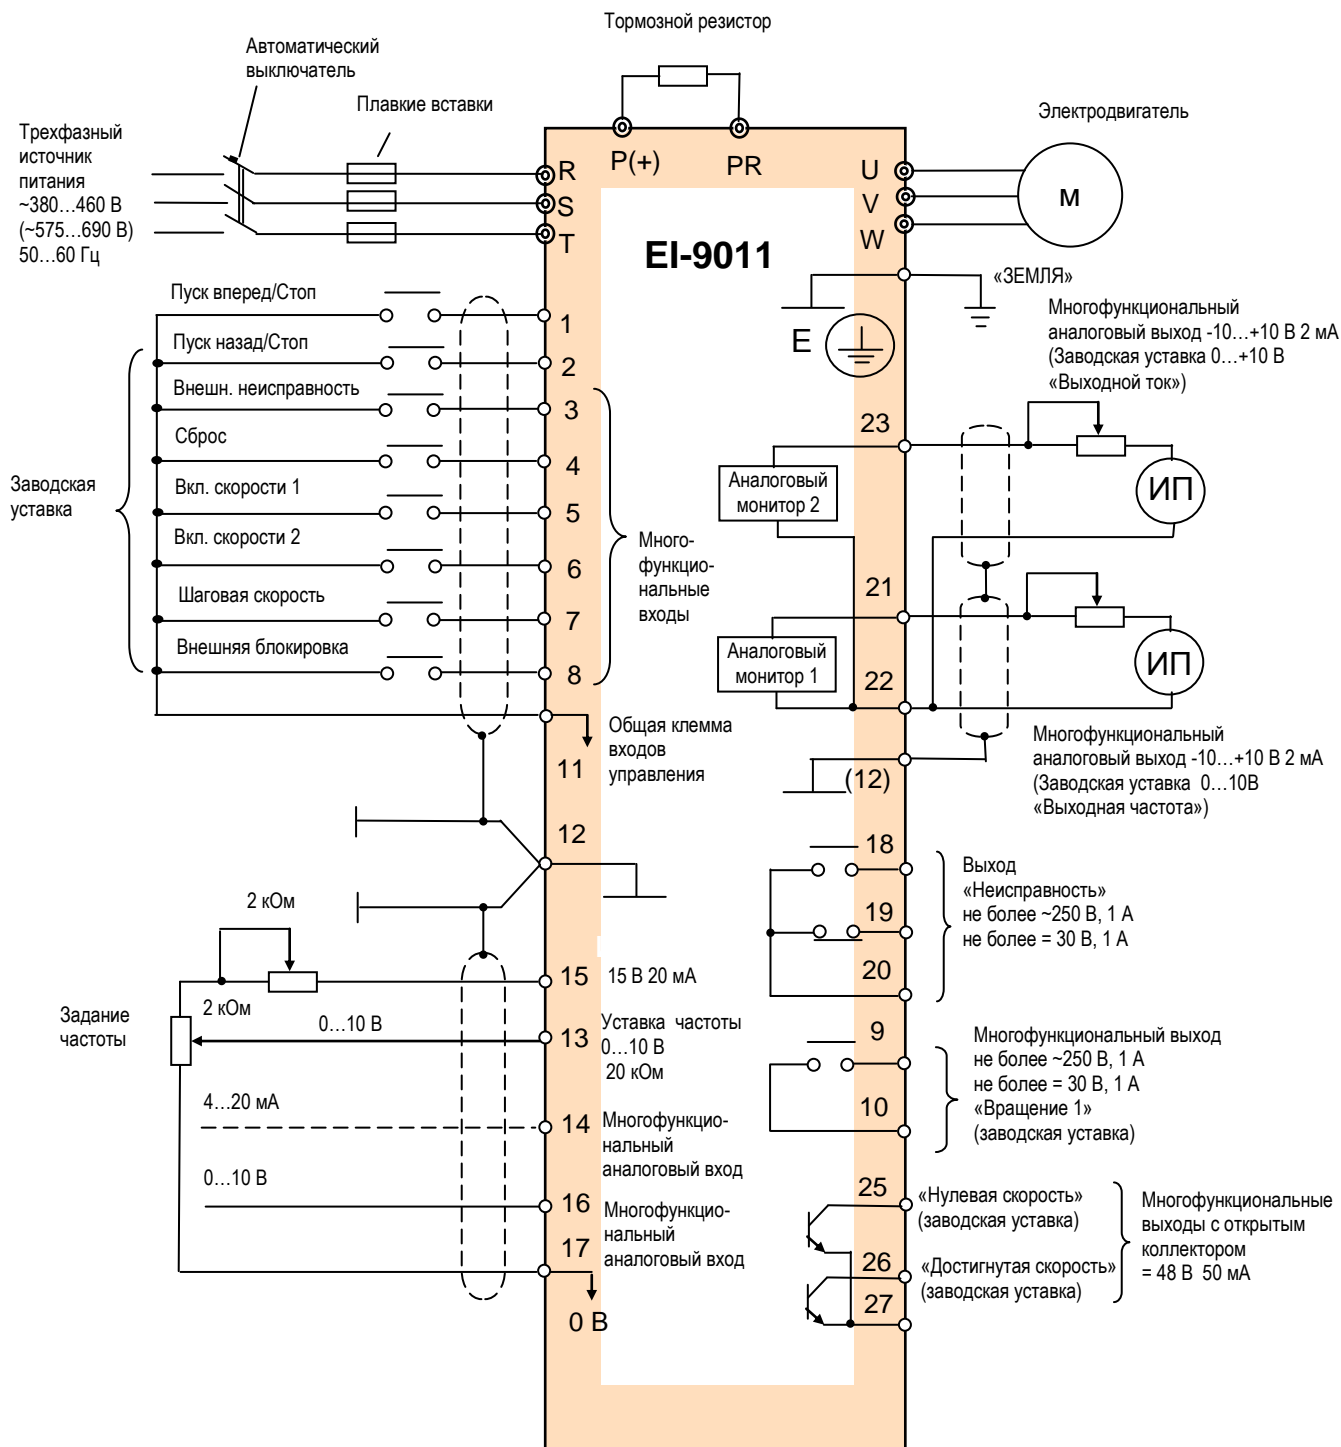 Тормозной резистор
Автоматический
выключатель
Плавкие вставки
Электродвигатель
Трехфазный
источник
питания
~380...460 В
(~575...690 В)
50...60 Гц
P(+)
PR
R
S
T
U
V
W
М
EI-9011
«ЗЕМЛЯ»
E
Пуск вперед/Стоп
1
Пуск назад/Стоп
2
Внешн. неисправность
3
Сброс
4
Вкл. скорости 1
5
Вкл. скорости 2
6
Шаговая скорость
7
Внешняя блокировка
8
Заводская
уставка
Много-
функцио-
нальные
входы
Общая клемма
входов
управления
11
12
Многофункциональный
аналоговый выход -10...+10 В 2 мА
(Заводская уставка 0...+10 В
«Выходной ток»)
23
Аналоговый
монитор 2
ИП
21
Аналоговый
монитор 1
22
ИП
Многофункциональный
аналоговый выход -10...+10 В 2 мА
(Заводская уставка 0...10В
«Выходная частота»)
(12)
18
19
20
Выход
«Неисправность»
не более ~250 В, 1 А
не более = 30 В, 1 А
2 кОм
15
15 В 20 мА
2 кОм
Задание
частоты
0...10 В
13
Уставка частоты
0...10 В
20 кОм
4...20 мА
14
Многофункцио-
нальный
аналоговый вход
0...10 В
16
Многофункцио-
нальный
аналоговый вход
17
0 В
9
10
Многофункциональный выход
не более ~250 В, 1 А
не более = 30 В, 1 А
«Вращение 1»
(заводская уставка)
25
«Нулевая скорость»
(заводская уставка)
26
«Достигнутая скорость»
(заводская уставка)
27
Многофункциональные
выходы с открытым
коллектором
= 48 В 50 мА